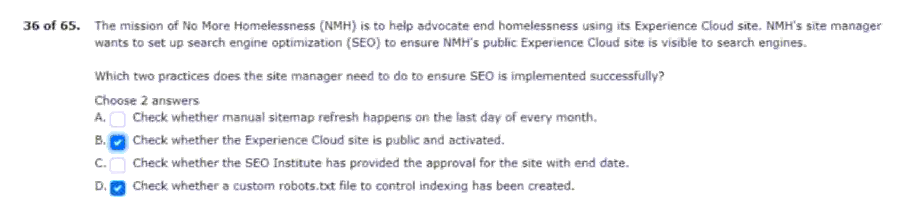 36 of 65. The mission of No More Homelessness (NMH) is to help advocate end homelessness using its Experience Cloud site. NMH's site manager
wants to set up search engine optimization (SEO) to ensure NMH's public Experience Cloud site is visible to search engines.
Which two practices does the site manager need to do to ensure SEO is implemented successfully?
Choose 2 answers
A. Check whether manual sitemap refresh happens on the last day of every month.
B. Check whether the Experience Cloud site is public and activated.
C. Check whether the SEO Institute has provided the approval for the site with end date.
D. Check whether a custom robots.txt file to control indexing has been created.